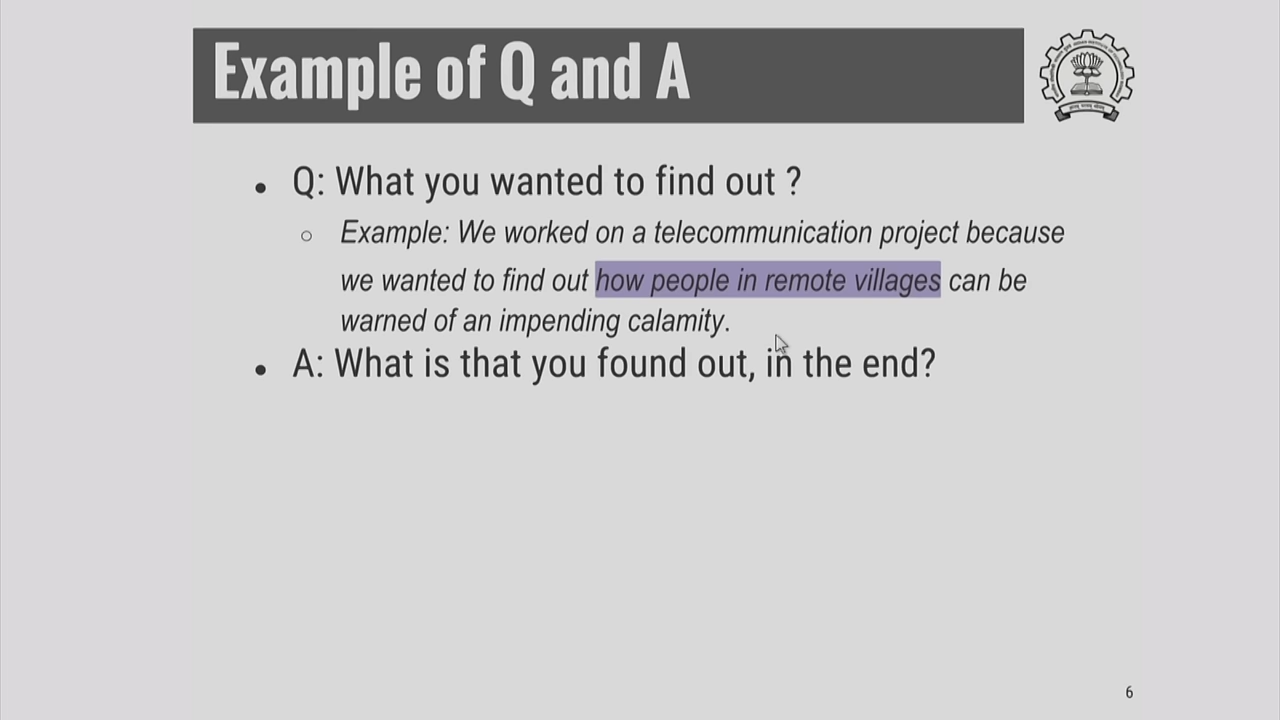 Example of Q and A
Q: What you wanted to find out ?
Example: We worked on a telecommunication project because
we wanted to find out how people in remote villages can be
warned of an impending calamity.
A: What is that you found out, in the end?
6